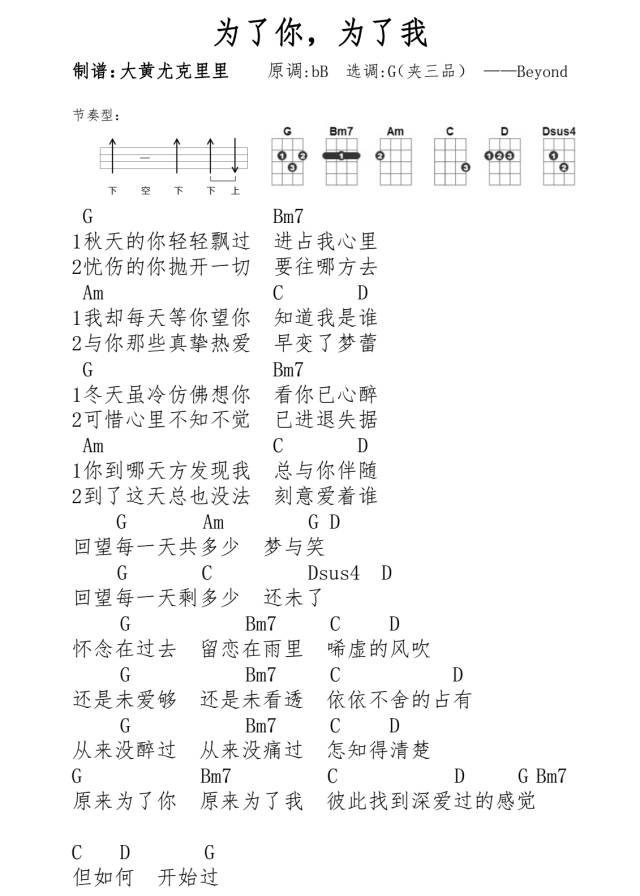 为了你，为了我
制谱:大黄尤克里里 原调:bB 选调:G(夹三品) ——Beyond
节奏型:
G Bm7 Am C D Dsus4
1 2 3 1 1 3 1 2 3 1 2
下 空 下 下 上
G Bm7
1秋天的你轻轻飘过 进占我心里
2忧伤的你抛开一切 要往哪方去
Am C D
1我却每天等你望你 知道我是谁
2与你那些真挚热爱 早变了梦蕾
G Bm7
1冬天虽冷仿佛想你 看你已心醉
2可惜心里不知不觉 已进退失据
Am C D
1你到哪天方发现我 总与你伴随
2到了这天总也没法 刻意爱着谁
G Am G D
回望每一天共多少 梦与笑
G C Dsus4 D
回望每一天剩多少 还未了
G Bm7 C D
怀念在过去 留恋在雨里 唏虚的风吹
G Bm7 C D
还是未爱够 还是未看透 依依不舍的占有
G Bm7 C D
从来没醉过 从来没痛过 怎知得清楚
G Bm7 C D G Bm7
原来为了你 原来为了我 彼此找到深爱过的感觉
C D G
但如何 开始过